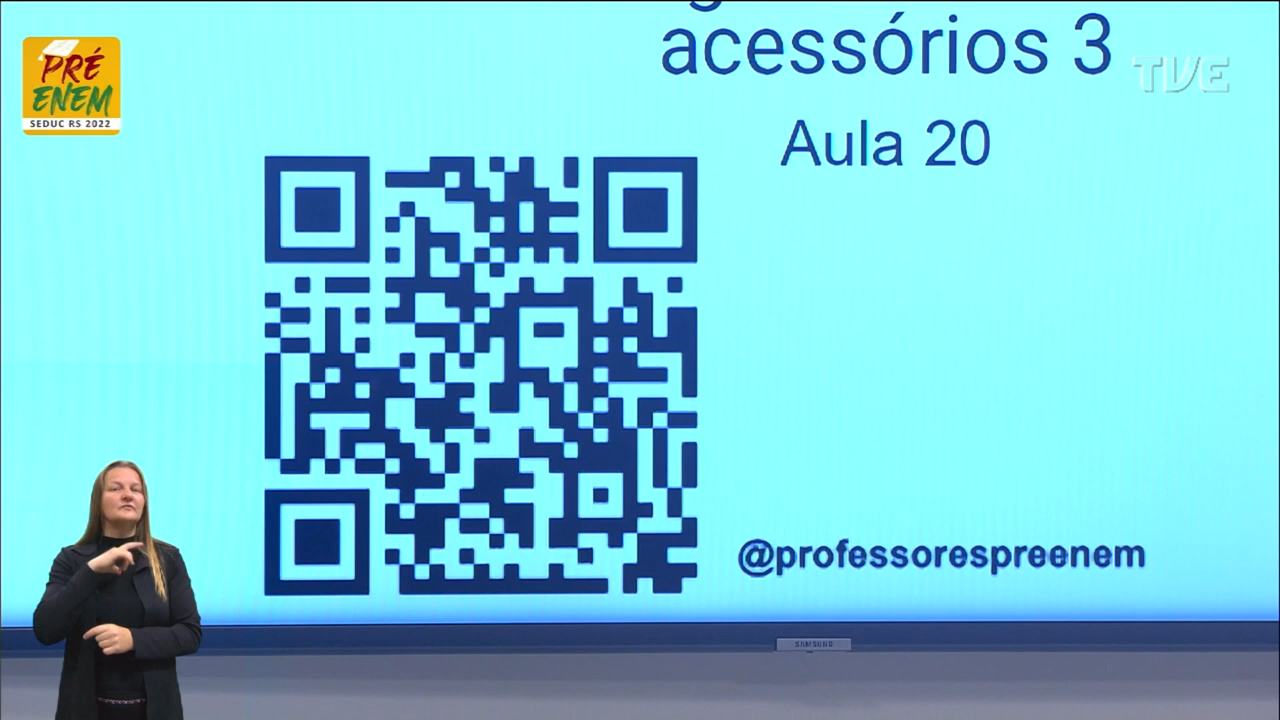 acessórios 3
TVE
PRÉ
ENEM
SEDUC RS 2022
Aula 20
@professorespreenem
SAMSUNG